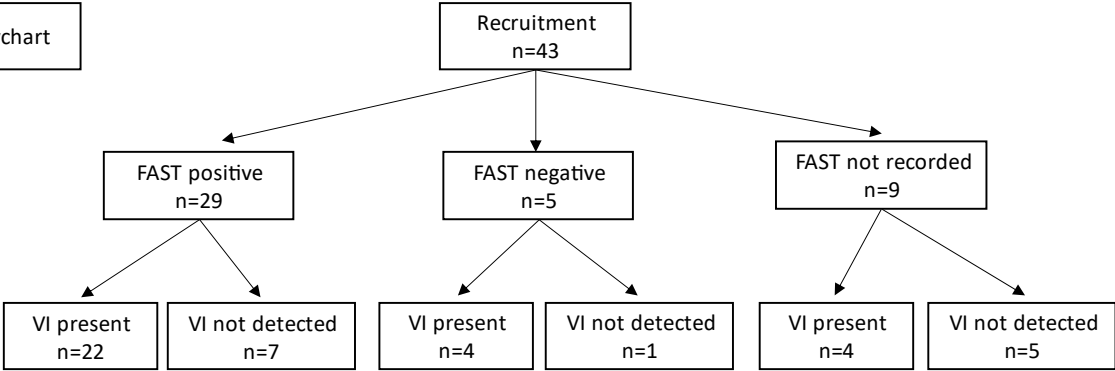 chart
Recruitment
n=43
FAST positive
n=29
FAST negative
n=5
FAST not recorded
n=9
VI present
n=22
VI not detected
n=7
VI present
n=4
VI not detected
n=1
VI present
n=4
VI not detected
n=5